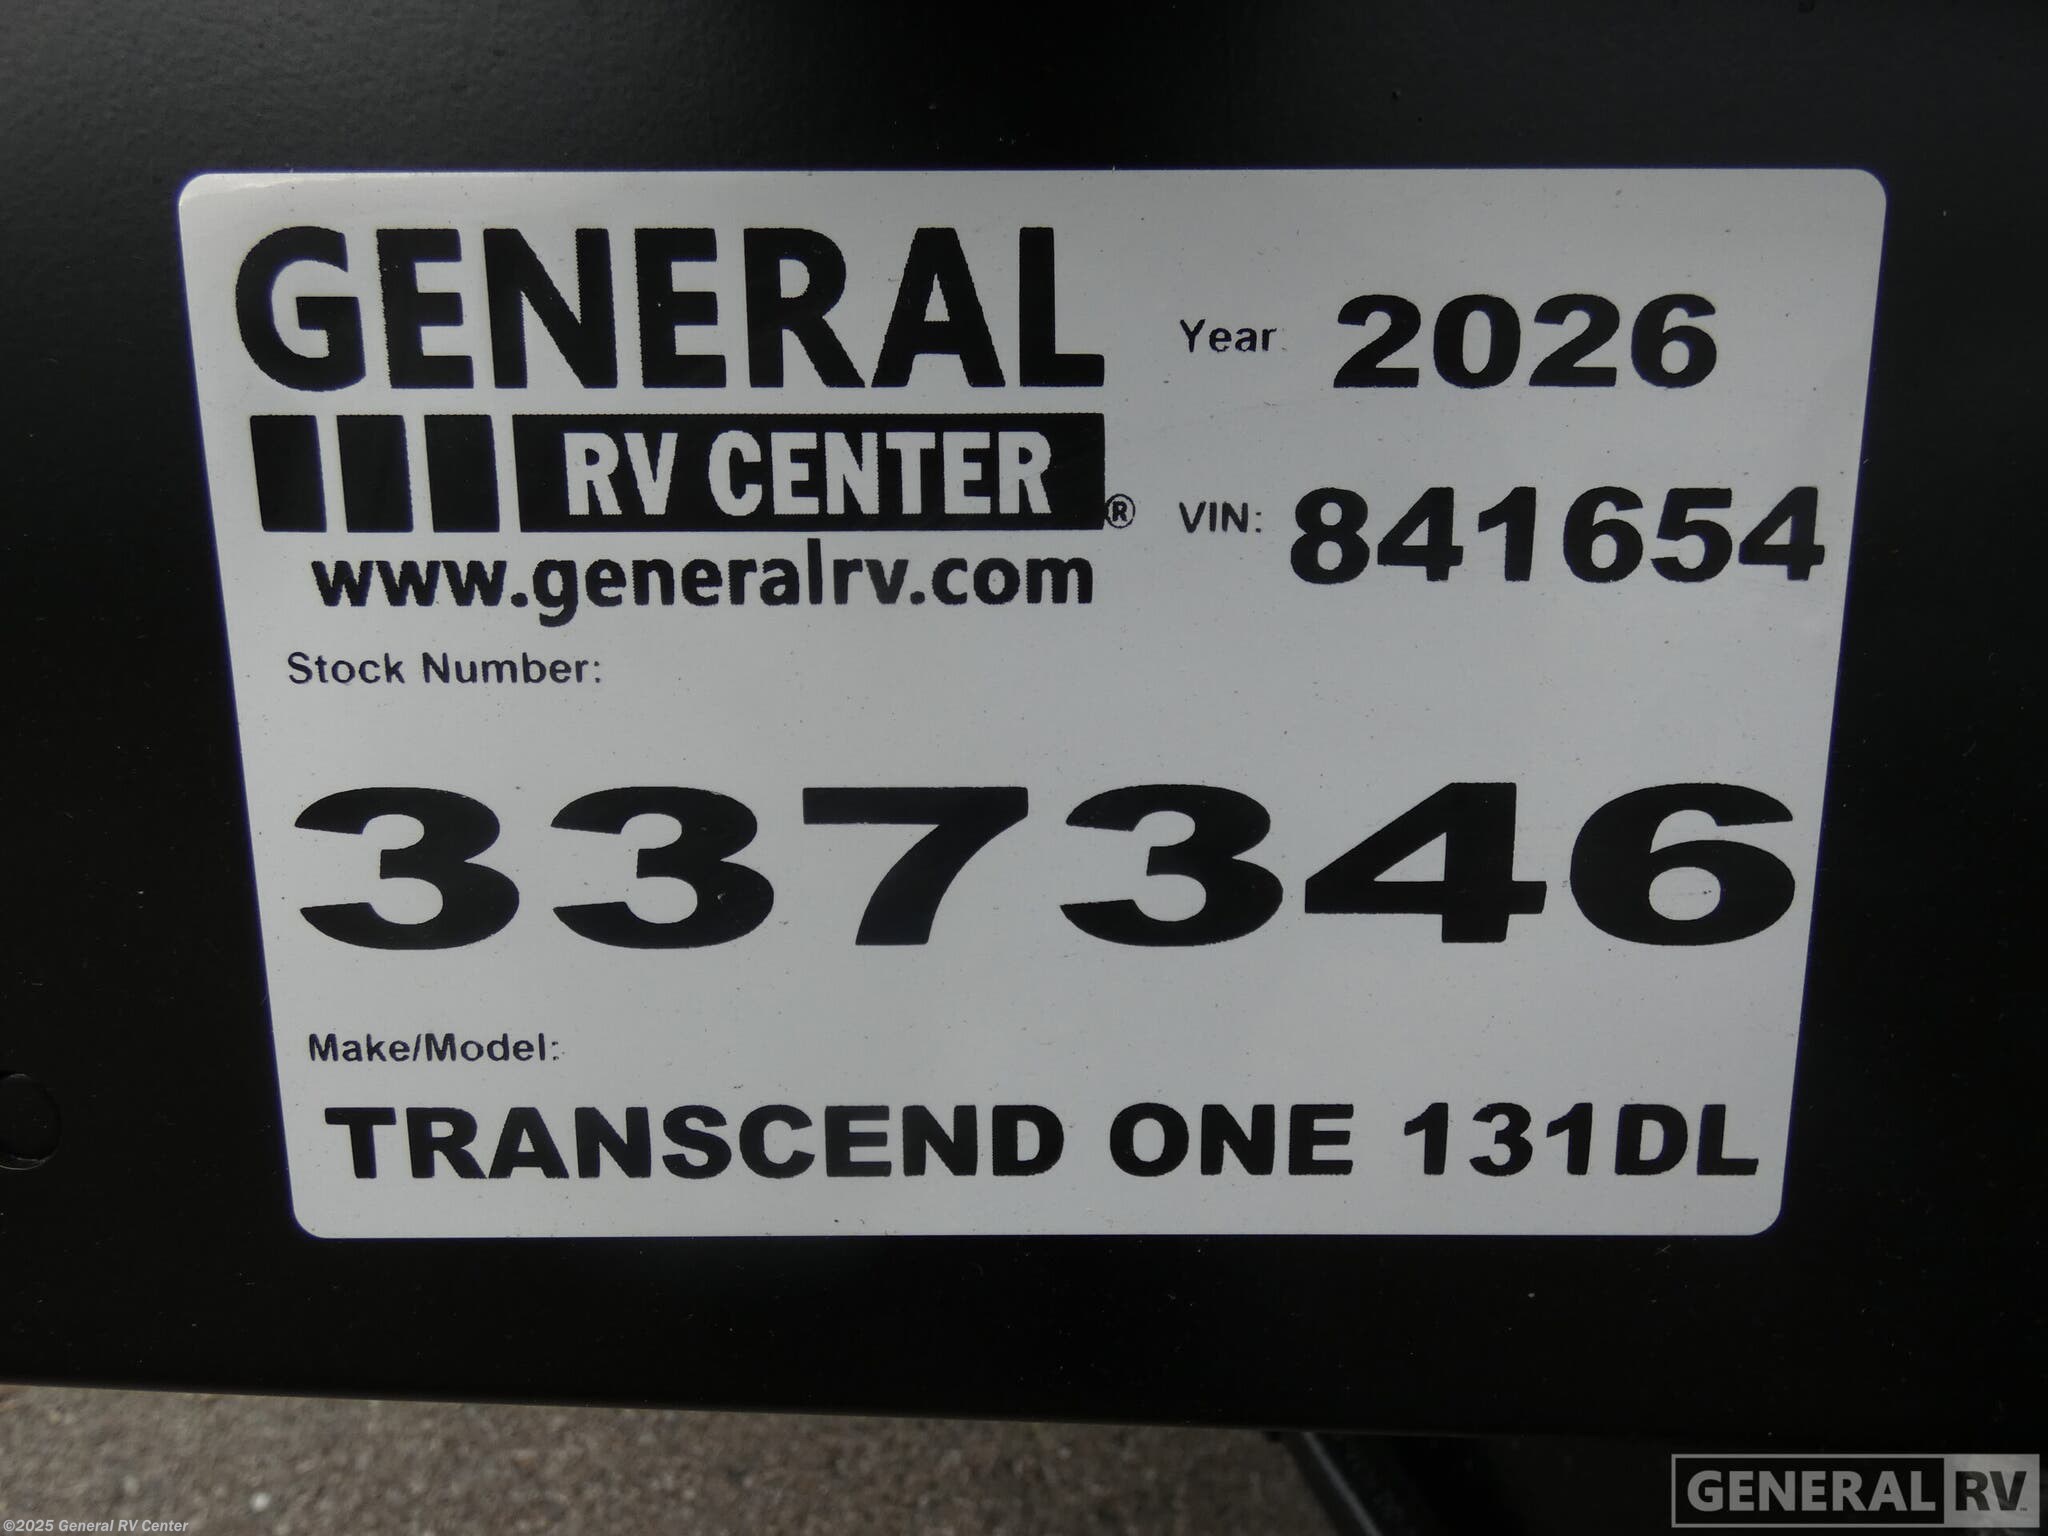 GENERAL
RV CENTER®
www.generalrv.com
Year: 2026
VIN: 841654
Stock Number:
337346
Make/Model:
TRANSCEND ONE 131DL
©2025 General RV Center
GENERAL RV